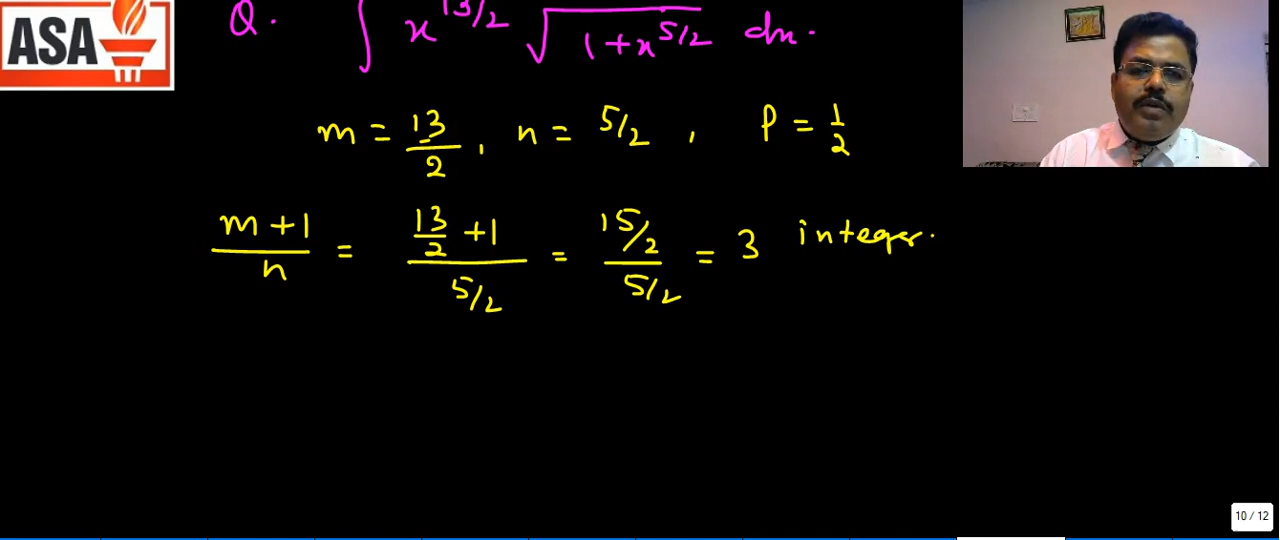 ASA
Q. ∫ x^{13/2} √(1+x^{5/2}) dx.
m = 13/2, n = 5/2, P = 1/2
(m+1)/n = (13/2 + 1)/(5/2) = (15/2)/(5/2) = 3 integer.
10 / 12